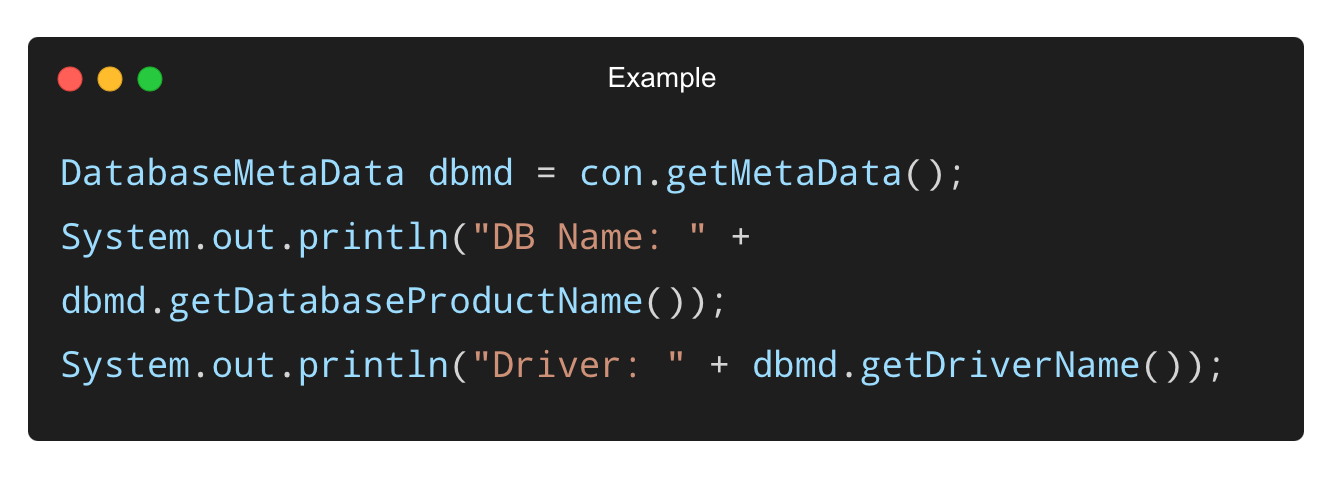 Example
DatabaseMetaData dbmd = con.getMetaData();
System.out.println("DB Name: " +
dbmd.getDatabaseProductName());
System.out.println("Driver: " + dbmd.getDriverName());